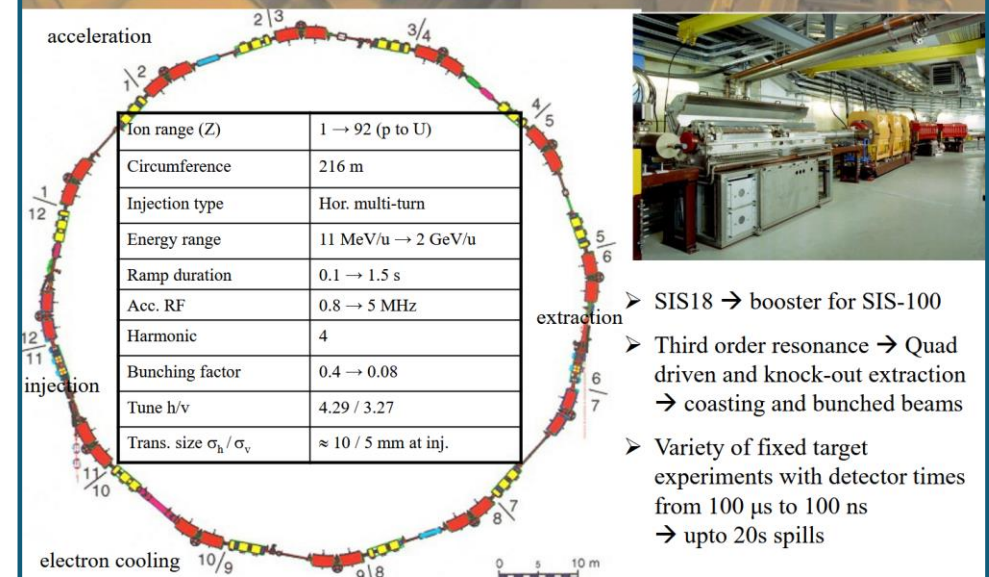 acceleration
2|3
3/4
1/2
4/5
1/12
5/6
12/11
6/7
11/10
7/8
10/9
9|8
injection
extraction
electron cooling
0 5 10 m
Ion range (Z) 1 → 92 (p to U)
Circumference 216 m
Injection type Hor. multi-turn
Energy range 11 MeV/u → 2 GeV/u
Ramp duration 0.1 → 1.5 s
Acc. RF 0.8 → 5 MHz
Harmonic 4
Bunching factor 0.4 → 0.08
Tune h/v 4.29 / 3.27
Trans. size σh / σv ≈ 10 / 5 mm at inj.
➢ SIS18 → booster for SIS-100
➢ Third order resonance → Quad
driven and knock-out extraction
→ coasting and bunched beams
➢ Variety of fixed target
experiments with detector times
from 100 μs to 100 ns
→ upto 20s spills